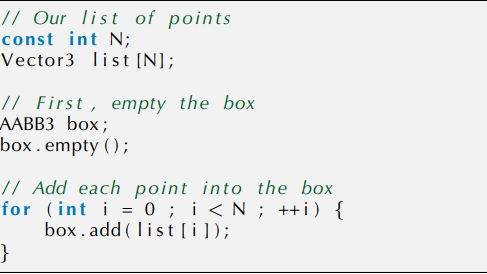 // Our list of points
const int N;
Vector3 list[N];
// First, empty the box
AABB3 box;
box.empty();
// Add each point into the box
for (int i = 0 ; i < N ; ++i) {
box.add(list[i]);
}